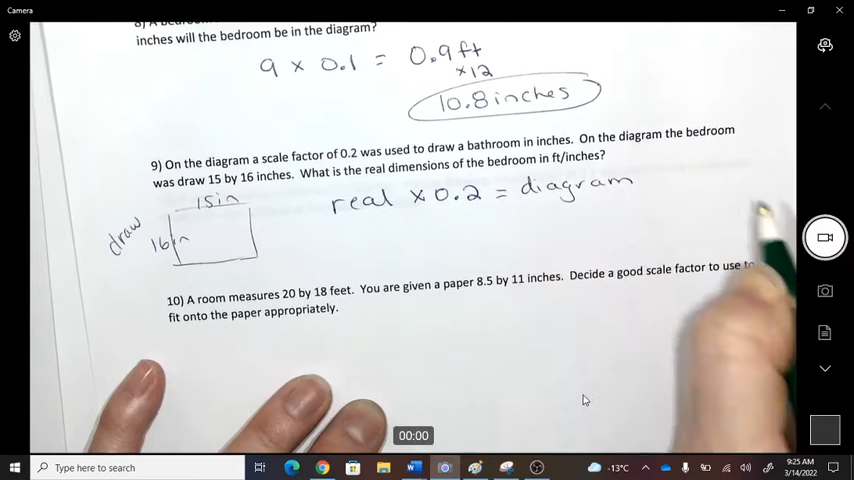 Camera
8) A bedroo
inches will the bedroom be in the diagram?
9 x 0.1 = 0.9ft
x12
10.8 inches
9) On the diagram a scale factor of 0.2 was used to draw a bathroom in inches. On the diagram the bedroom
was draw 15 by 16 inches. What is the real dimensions of the bedroom in ft/inches?
15in
draw
16in
real x 0.2 = diagram
10) A room measures 20 by 18 feet. You are given a paper 8.5 by 11 inches. Decide a good scale factor to use to
fit onto the paper appropriately.
00:00
Type here to search
-13°C
9:25 AM
3/14/2022